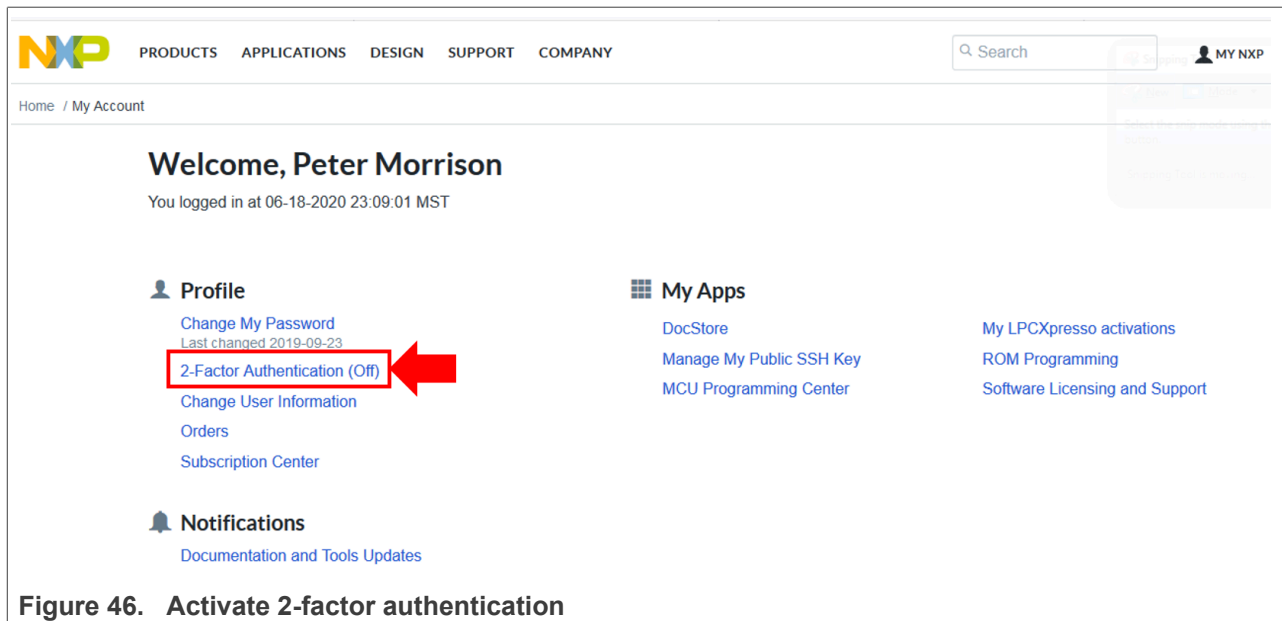 NXP PRODUCTS APPLICATIONS DESIGN SUPPORT COMPANY Search MY NXP
Home / My Account
Welcome, Peter Morrison
You logged in at 06-18-2020 23:09:01 MST
Profile
Change My Password
Last changed 2019-09-23
2-Factor Authentication (Off)
Change User Information
Orders
Subscription Center
My Apps
DocStore
Manage My Public SSH Key
MCU Programming Center
My LPCXpresso activations
ROM Programming
Software Licensing and Support
Notifications
Documentation and Tools Updates
Figure 46. Activate 2-factor authentication